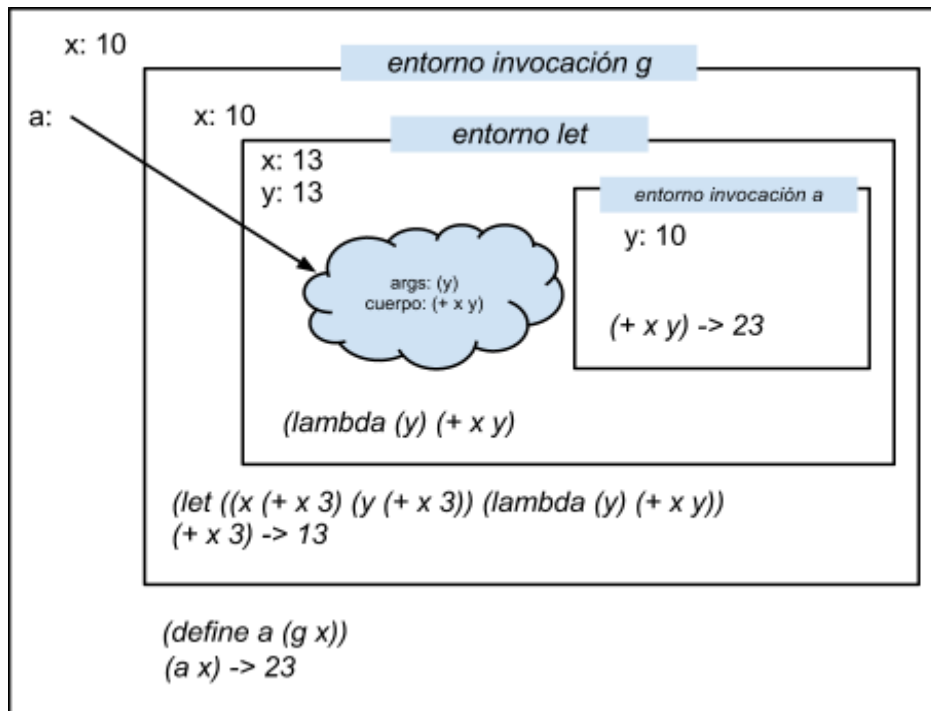 x: 10
entorno invocación g
a:
x: 10
entorno let
x: 13
y: 13
entorno invocación a
y: 10
args: (y)
cuerpo: (+ x y)
(+ x y) -> 23
(lambda (y) (+ x y)
(let ((x (+ x 3) (y (+ x 3)) (lambda (y) (+ x y))
(+ x 3) -> 13
(define a (g x))
(a x) -> 23